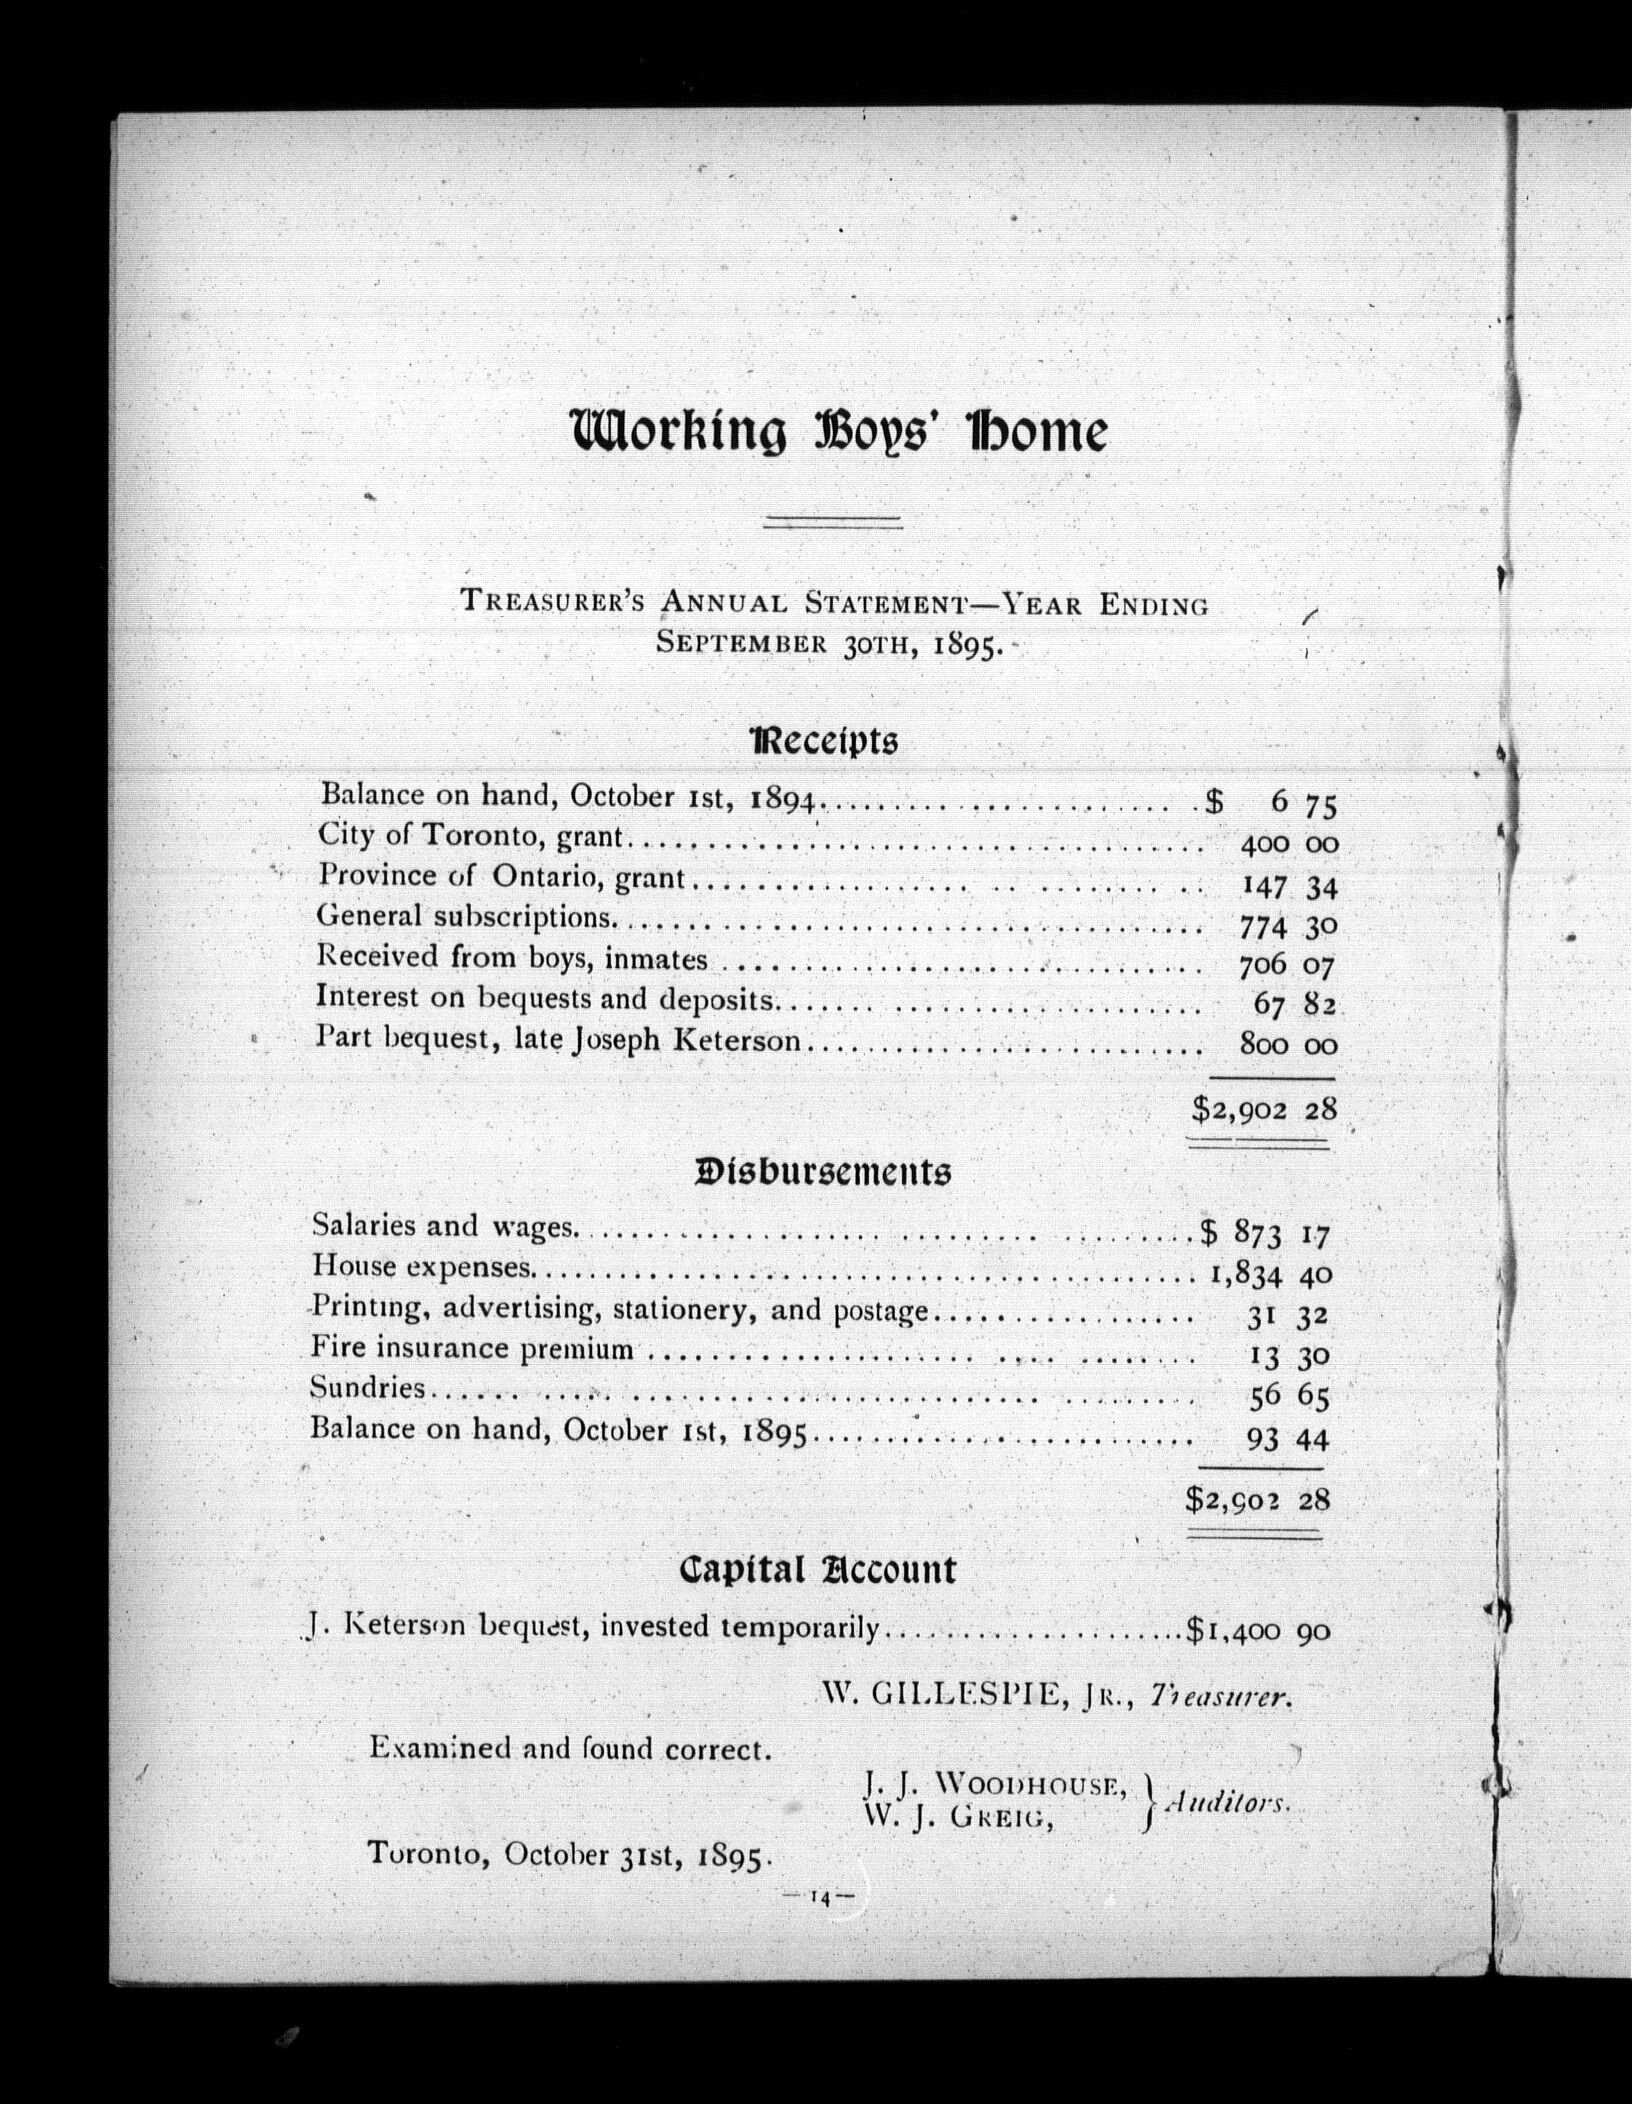 Working Boys' Home
TREASURER'S ANNUAL STATEMENT—YEAR ENDING
SEPTEMBER 30TH, 1895.
Receipts
Balance on hand, October 1st, 1894. $ 6 75
City of Toronto, grant 400 00
Province of Ontario, grant 147 34
General subscriptions. 774 30
Received from boys, inmates 706 07
Interest on bequests and deposits. 67 82
Part bequest, late Joseph Keterson 800 00
$2,902 28
Disbursements
Salaries and wages. $ 873 17
House expenses. 1,834 40
Printing, advertising, stationery, and postage 31 32
Fire insurance premium 13 30
Sundries 56 65
Balance on hand, October 1st, 1895 93 44
$2,902 28
Capital Account
J. Keterson bequest, invested temporarily $1,400 90
W. GILLESPIE, JR., Treasurer.
Examined and found correct.
J. J. WOODHOUSE,
W. J. GREIG, } Auditors.
Toronto, October 31st, 1895.
—14—